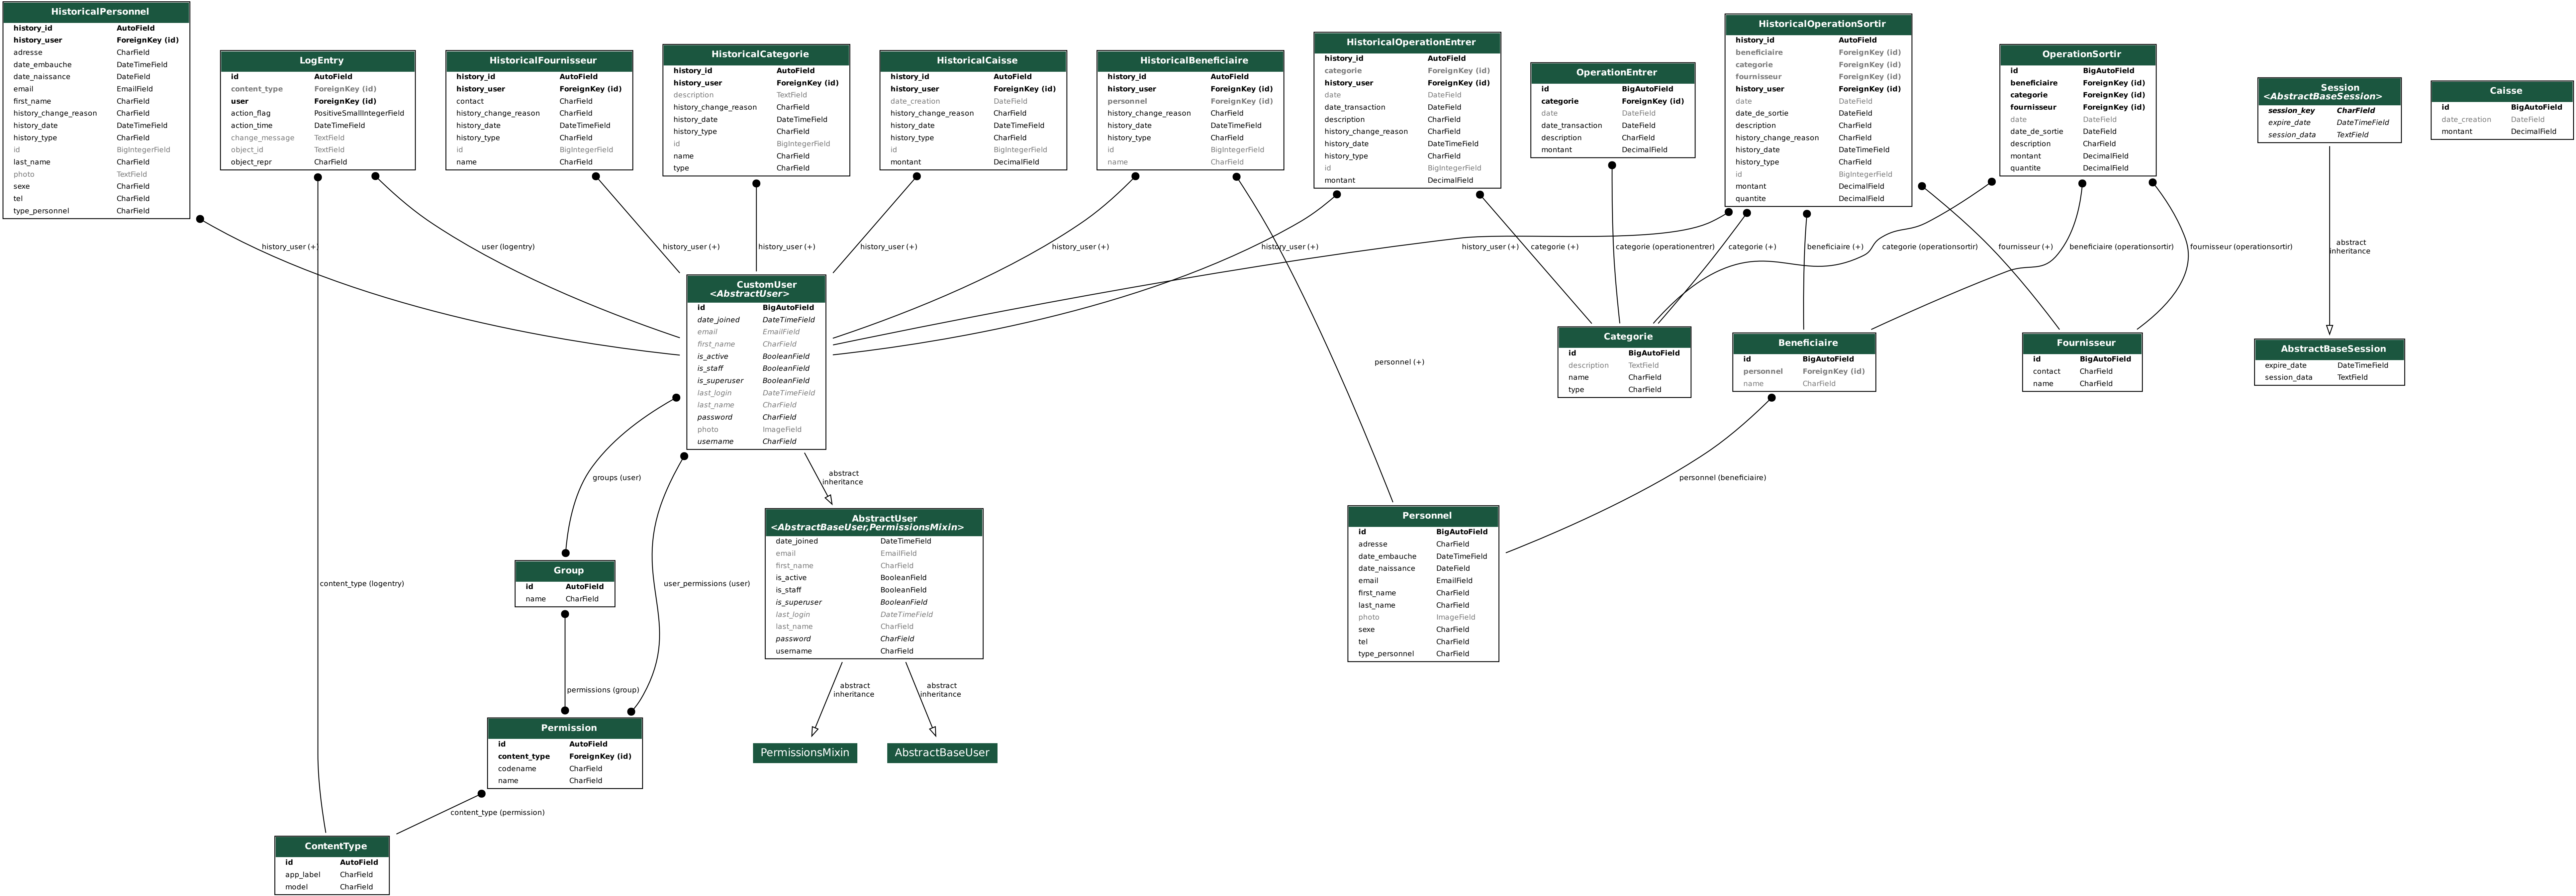 HistoricalPersonnel
history_id AutoField
history_user ForeignKey (id)
adresse CharField
date_embauche DateTimeField
date_naissance DateField
email EmailField
first_name CharField
history_change_reason CharField
history_date DateTimeField
history_type CharField
id BigIntegerField
last_name CharField
photo TextField
sexe CharField
tel CharField
type_personnel CharField
LogEntry
id AutoField
content_type ForeignKey (id)
user ForeignKey (id)
action_flag PositiveSmallIntegerField
action_time DateTimeField
change_message TextField
object_id TextField
object_repr CharField
HistoricalFournisseur
history_id AutoField
history_user ForeignKey (id)
contact CharField
history_change_reason CharField
history_date DateTimeField
history_type CharField
id BigIntegerField
name CharField
HistoricalCategorie
history_id AutoField
history_user ForeignKey (id)
description TextField
history_change_reason CharField
history_date DateTimeField
history_type CharField
id BigIntegerField
name CharField
type CharField
HistoricalCaisse
history_id AutoField
history_user ForeignKey (id)
date_creation DateField
history_change_reason CharField
history_date DateTimeField
history_type CharField
id BigIntegerField
montant DecimalField
HistoricalBeneficiaire
history_id AutoField
history_user ForeignKey (id)
personnel ForeignKey (id)
history_change_reason CharField
history_date DateTimeField
history_type CharField
id BigIntegerField
name CharField
HistoricalOperationEntrer
history_id AutoField
categorie ForeignKey (id)
history_user ForeignKey (id)
date DateField
date_transaction DateField
description CharField
history_change_reason CharField
history_date DateTimeField
history_type CharField
id BigIntegerField
montant DecimalField
OperationEntrer
id BigAutoField
categorie ForeignKey (id)
date DateField
date_transaction DateField
description CharField
montant DecimalField
HistoricalOperationSortir
history_id AutoField
beneficiaire ForeignKey (id)
categorie ForeignKey (id)
fournisseur ForeignKey (id)
history_user ForeignKey (id)
date DateField
date_de_sortie DateField
description CharField
history_change_reason CharField
history_date DateTimeField
history_type CharField
id BigIntegerField
montant DecimalField
quantite DecimalField
OperationSortir
id BigAutoField
beneficiaire ForeignKey (id)
categorie ForeignKey (id)
fournisseur ForeignKey (id)
date DateField
date_de_sortie DateField
description CharField
montant DecimalField
quantite DecimalField
Session
<AbstractBaseSession>
session_key CharField
expire_date DateTimeField
session_data TextField
Caisse
id BigAutoField
date_creation DateField
montant DecimalField
history_user (+)
user (logentry)
history_user (+)
history_user (+)
history_user (+)
history_user (+)
history_user (+)
history_user (+)
categorie (+)
categorie (operationentrer)
categorie (+)
beneficiaire (+)
categorie (operationsortir)
fournisseur (+)
beneficiaire (operationsortir)
fournisseur (operationsortir)
abstract
inheritance
CustomUser
<AbstractUser>
id BigAutoField
date_joined DateTimeField
email EmailField
first_name CharField
is_active BooleanField
is_staff BooleanField
is_superuser BooleanField
last_login DateTimeField
last_name CharField
password CharField
photo ImageField
username CharField
personnel (+)
Categorie
id BigAutoField
description TextField
name CharField
type CharField
Beneficiaire
id BigAutoField
personnel ForeignKey (id)
name CharField
Fournisseur
id BigAutoField
contact CharField
name CharField
AbstractBaseSession
expire_date DateTimeField
session_data TextField
groups (user)
abstract
inheritance
personnel (beneficiaire)
AbstractUser
<AbstractBaseUser,PermissionsMixin>
date_joined DateTimeField
email EmailField
first_name CharField
is_active BooleanField
is_staff BooleanField
is_superuser BooleanField
last_login DateTimeField
last_name CharField
password CharField
username CharField
Personnel
id BigAutoField
adresse CharField
date_embauche DateTimeField
date_naissance DateField
email EmailField
first_name CharField
last_name CharField
photo ImageField
sexe CharField
tel CharField
type_personnel CharField
Group
id AutoField
name CharField
content_type (logentry)
user_permissions (user)
permissions (group)
abstract
inheritance
abstract
inheritance
Permission
id AutoField
content_type ForeignKey (id)
codename CharField
name CharField
PermissionsMixin
AbstractBaseUser
content_type (permission)
ContentType
id AutoField
app_label CharField
model CharField